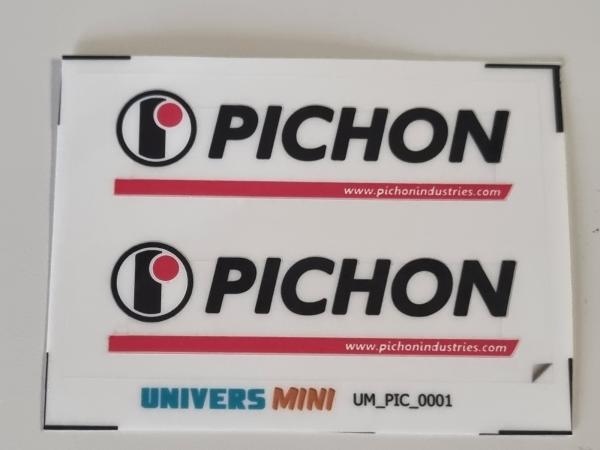 PICHON
www.pichonindustries.com
PICHON
www.pichonindustries.com
UNIVERS MINI UM_PIC_0001